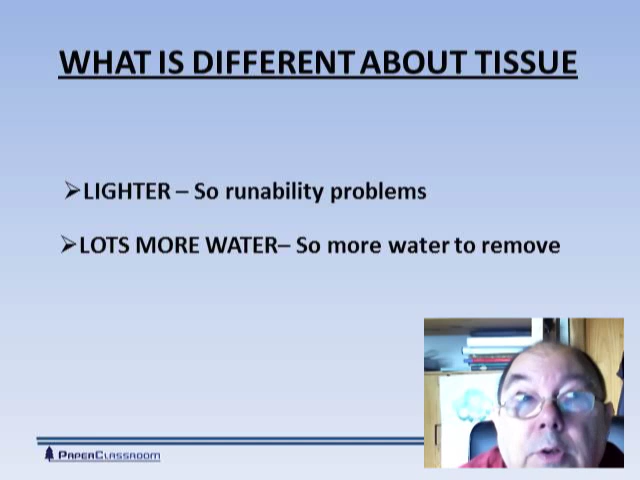 WHAT IS DIFFERENT ABOUT TISSUE
➢LIGHTER – So runability problems
➢LOTS MORE WATER– So more water to remove
PAPERCLASSROOM